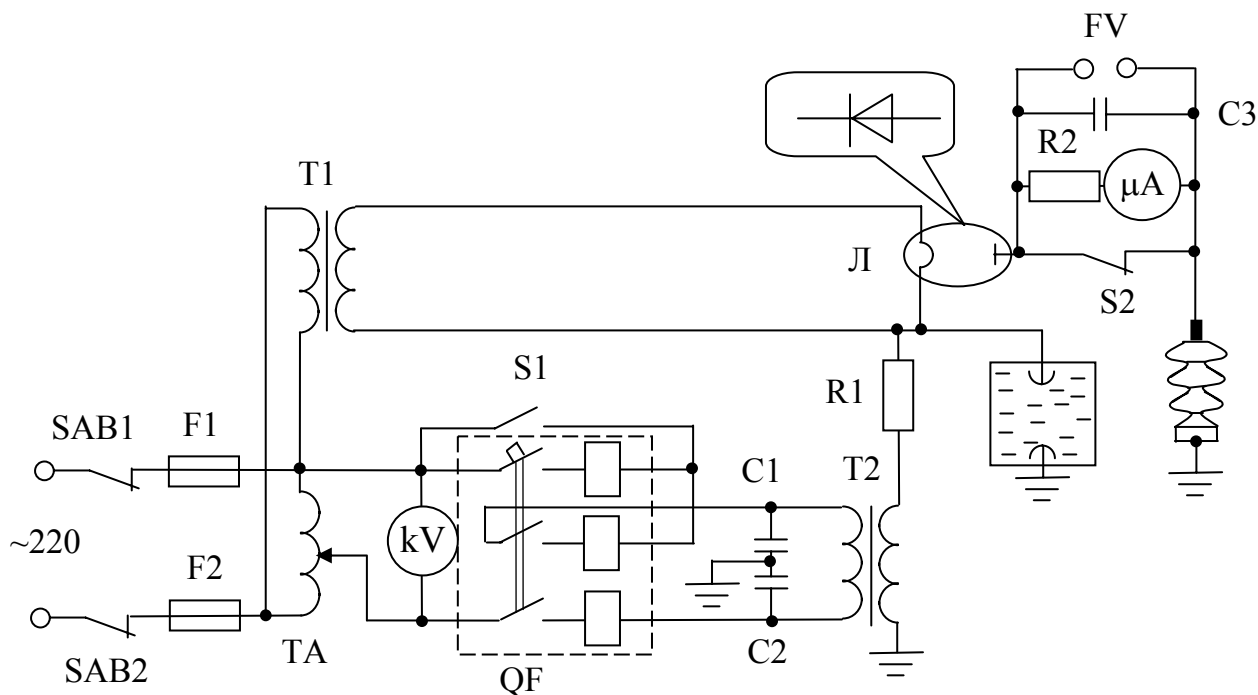 FV
C3
R2
μA
T1
Л
S2
S1
R1
SAB1
F1
C1
T2
~220
kV
F2
SAB2
TA
QF
C2